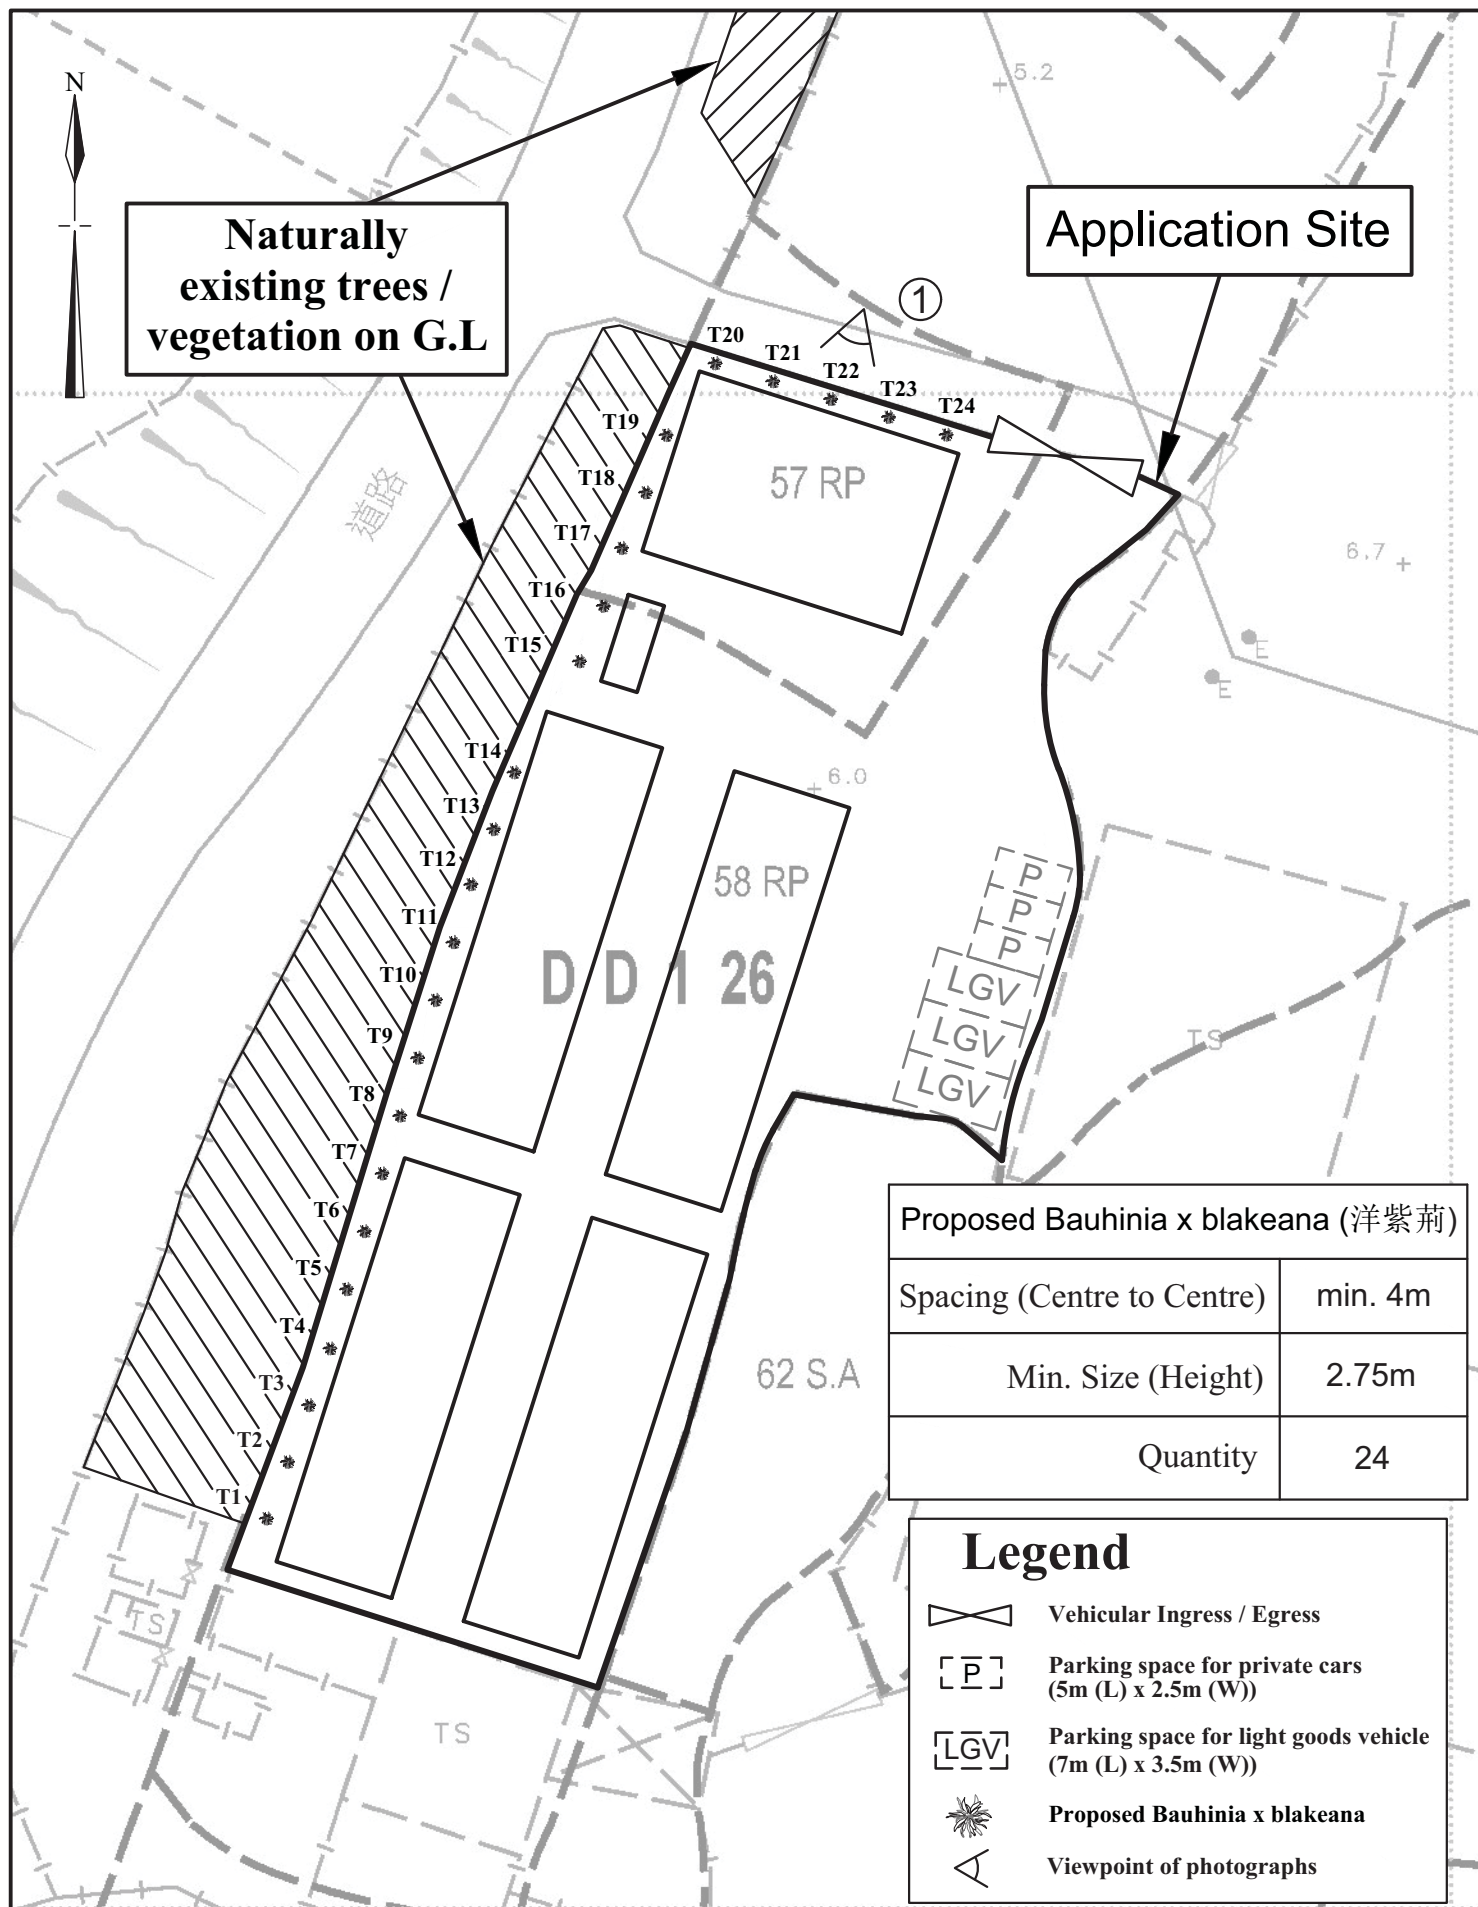 N
5.2
Naturally
existing trees /
vegetation on G.L
Application Site
1
T20
T21
T22
T23
T24
T19
T18
T17
T16
T15
T14
T13
T12
T11
T10
T9
T8
T7
T6
T5
T4
T3
T2
T1
道路
57 RP
6.7
E
E
6.0
58 RP
D D 1 26
P
P
P
LGV
LGV
LGV
TS
62 S.A
TS
TS
Proposed Bauhinia x blakeana (洋紫荊)
Spacing (Centre to Centre) min. 4m
Min. Size (Height) 2.75m
Quantity 24
Legend
Vehicular Ingress / Egress
P Parking space for private cars
(5m (L) x 2.5m (W))
LGV Parking space for light goods vehicle
(7m (L) x 3.5m (W))
Proposed Bauhinia x blakeana
Viewpoint of photographs